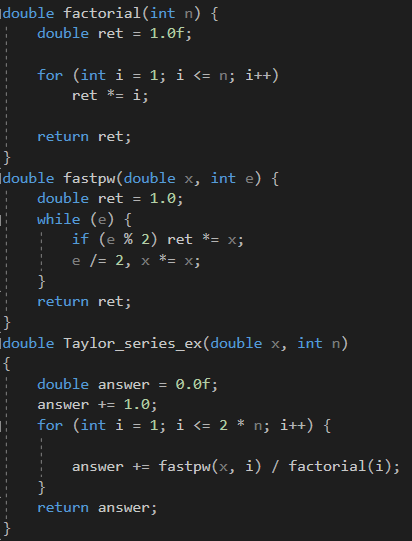 double factorial(int n) {
    double ret = 1.0f;

    for (int i = 1; i <= n; i++)
        ret *= i;

    return ret;
}
double fastpw(double x, int e) {
    double ret = 1.0;
    while (e) {
        if (e % 2) ret *= x;
        e /= 2, x *= x;
    }
    return ret;
}
double Taylor_series_ex(double x, int n)
{
    double answer = 0.0f;
    answer += 1.0;
    for (int i = 1; i <= 2 * n; i++) {

        answer += fastpw(x, i) / factorial(i);
    }
    return answer;
}